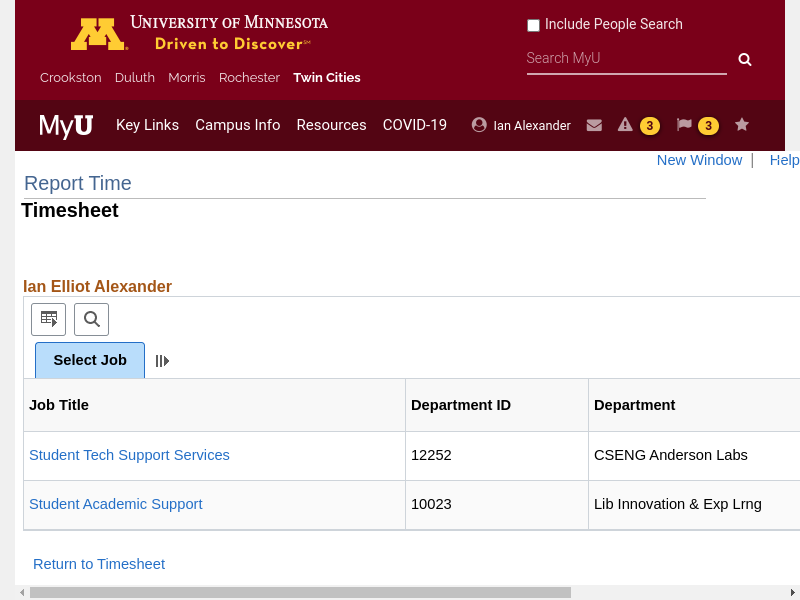 University of Minnesota
Driven to Discover℠
Include People Search
Search MyU
Crookston Duluth Morris Rochester Twin Cities
MyU Key Links Campus Info Resources COVID-19 Ian Alexander 3 3
New Window | Help
Report Time
Timesheet
Ian Elliot Alexander
Select Job
Job Title Department ID Department
Student Tech Support Services 12252 CSENG Anderson Labs
Student Academic Support 10023 Lib Innovation & Exp Lrng
Return to Timesheet